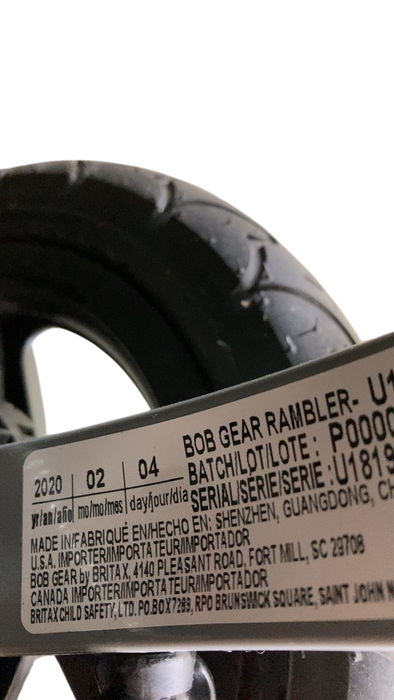 BOB GEAR RAMBLER- U1
BATCH/LOT/LOTE : P0000
SERIAL/SERIE/SERIE :U1819
2020 02 04
yr/an/año mo/mo/mes day/jour/día
MADE IN/FABRIQUÉ EN/HECHO EN: SHENZHEN, GUANGDONG, CH
U.S.A. IMPORTER/IMPORTATEUR/IMPORTADOR
BOB GEAR by BRITAX, 4140 PLEASANT ROAD, FORT MILL, SC 29708
CANADA IMPORTER/IMPORTATEUR/IMPORTADOR
BRITAX CHILD SAFETY, LTD. P.O. BOX 7289, RPO BRUNSWICK SQUARE, SAINT JOHN N